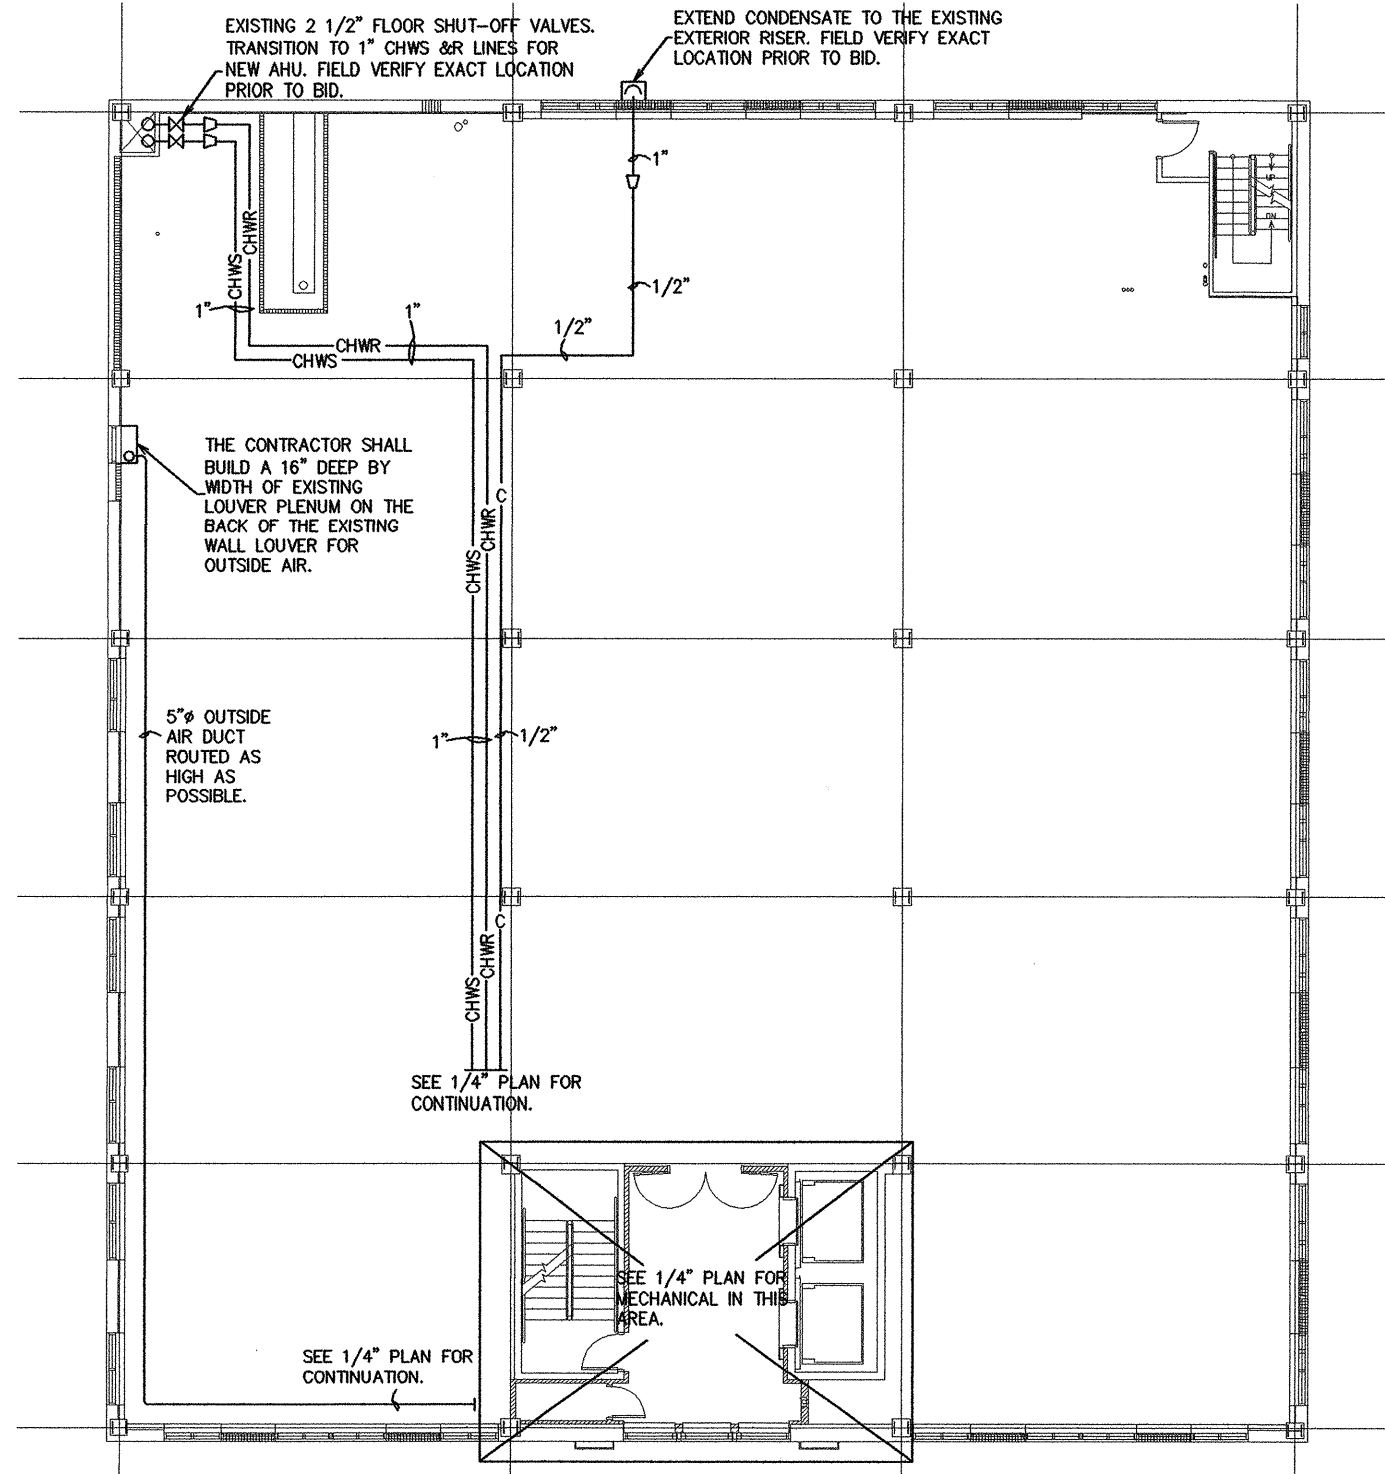 EXISTING 2 1/2" FLOOR SHUT-OFF VALVES.
TRANSITION TO 1" CHWS &R LINES FOR
NEW AHU. FIELD VERIFY EXACT LOCATION
PRIOR TO BID.
EXTEND CONDENSATE TO THE EXISTING
EXTERIOR RISER. FIELD VERIFY EXACT
LOCATION PRIOR TO BID.
1"
UP
DN
CHWR
CHWS
1/2"
1"
1"
1/2"
CHWR
CHWS
THE CONTRACTOR SHALL
BUILD A 16" DEEP BY
WIDTH OF EXISTING
LOUVER PLENUM ON THE
BACK OF THE EXISTING
WALL LOUVER FOR
OUTSIDE AIR.
C
CHWR
CHWS
5"ø OUTSIDE
AIR DUCT
ROUTED AS
HIGH AS
POSSIBLE.
1"
1/2"
C
CHWR
CHWS
SEE 1/4" PLAN FOR
CONTINUATION.
SEE 1/4" PLAN FOR
MECHANICAL IN THIS
AREA.
SEE 1/4" PLAN FOR
CONTINUATION.